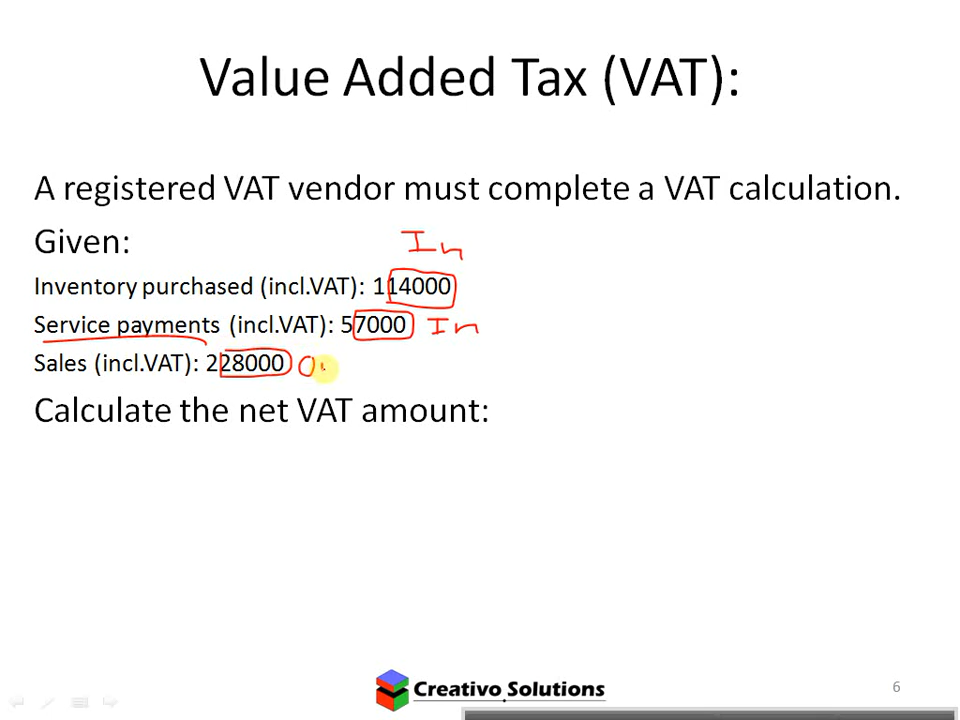 Value Added Tax (VAT):
A registered VAT vendor must complete a VAT calculation.
Given:
In
Inventory purchased (incl.VAT): 114000
Service payments (incl.VAT): 57000 In
Sales (incl.VAT): 228000
Calculate the net VAT amount:
Creativo Solutions
6